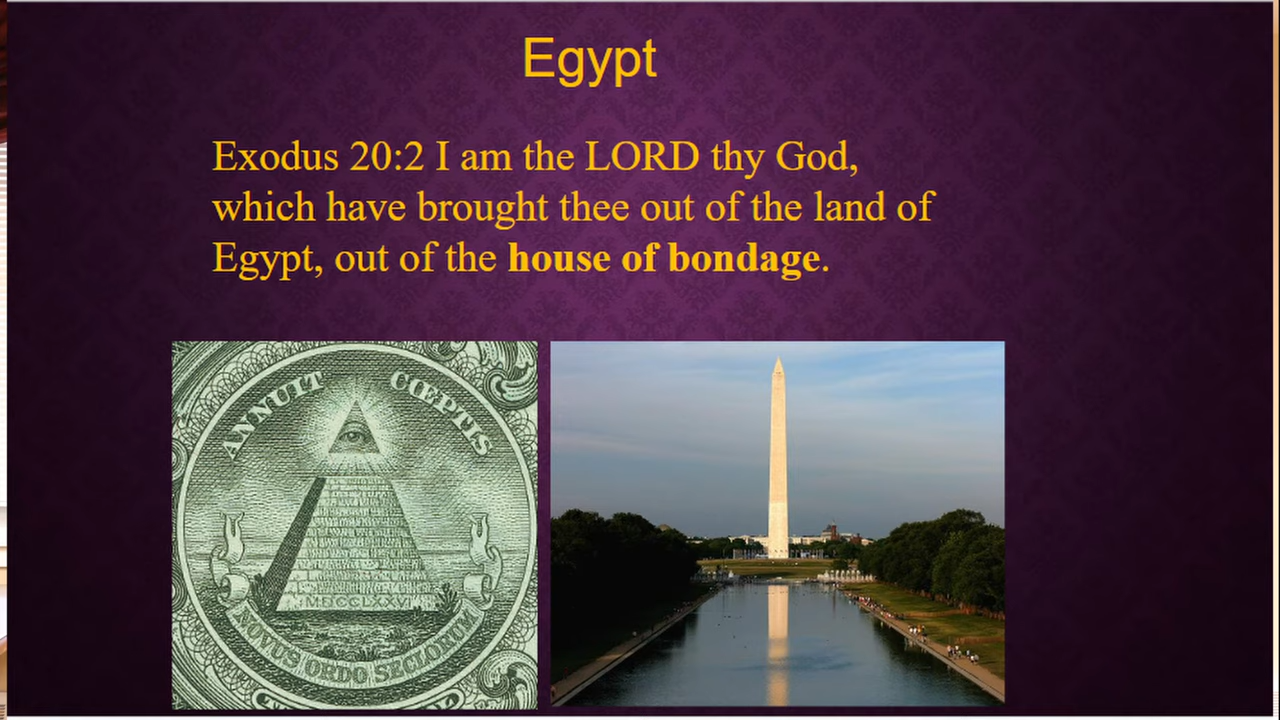 Egypt
Exodus 20:2 I am the LORD thy God,
which have brought thee out of the land of
Egypt, out of the house of bondage.
ANNUIT CŒPTIS
MDCCLXXVI
NOVUS ORDO SECLORUM